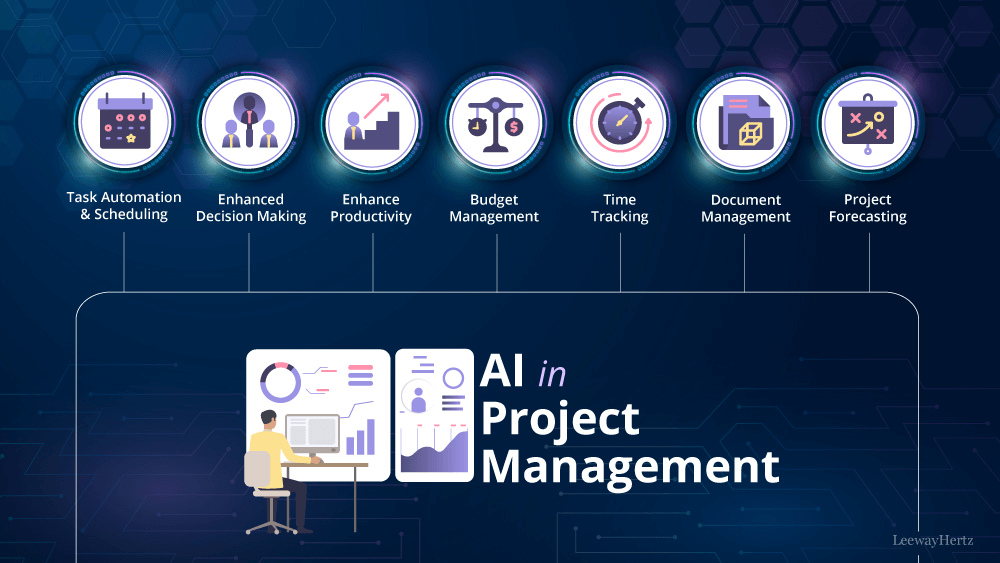 Task Automation
& Scheduling
Enhanced
Decision Making
Enhance
Productivity
Budget
Management
Time
Tracking
Document
Management
Project
Forecasting
$
AI in
Project
Management
LeewayHertz